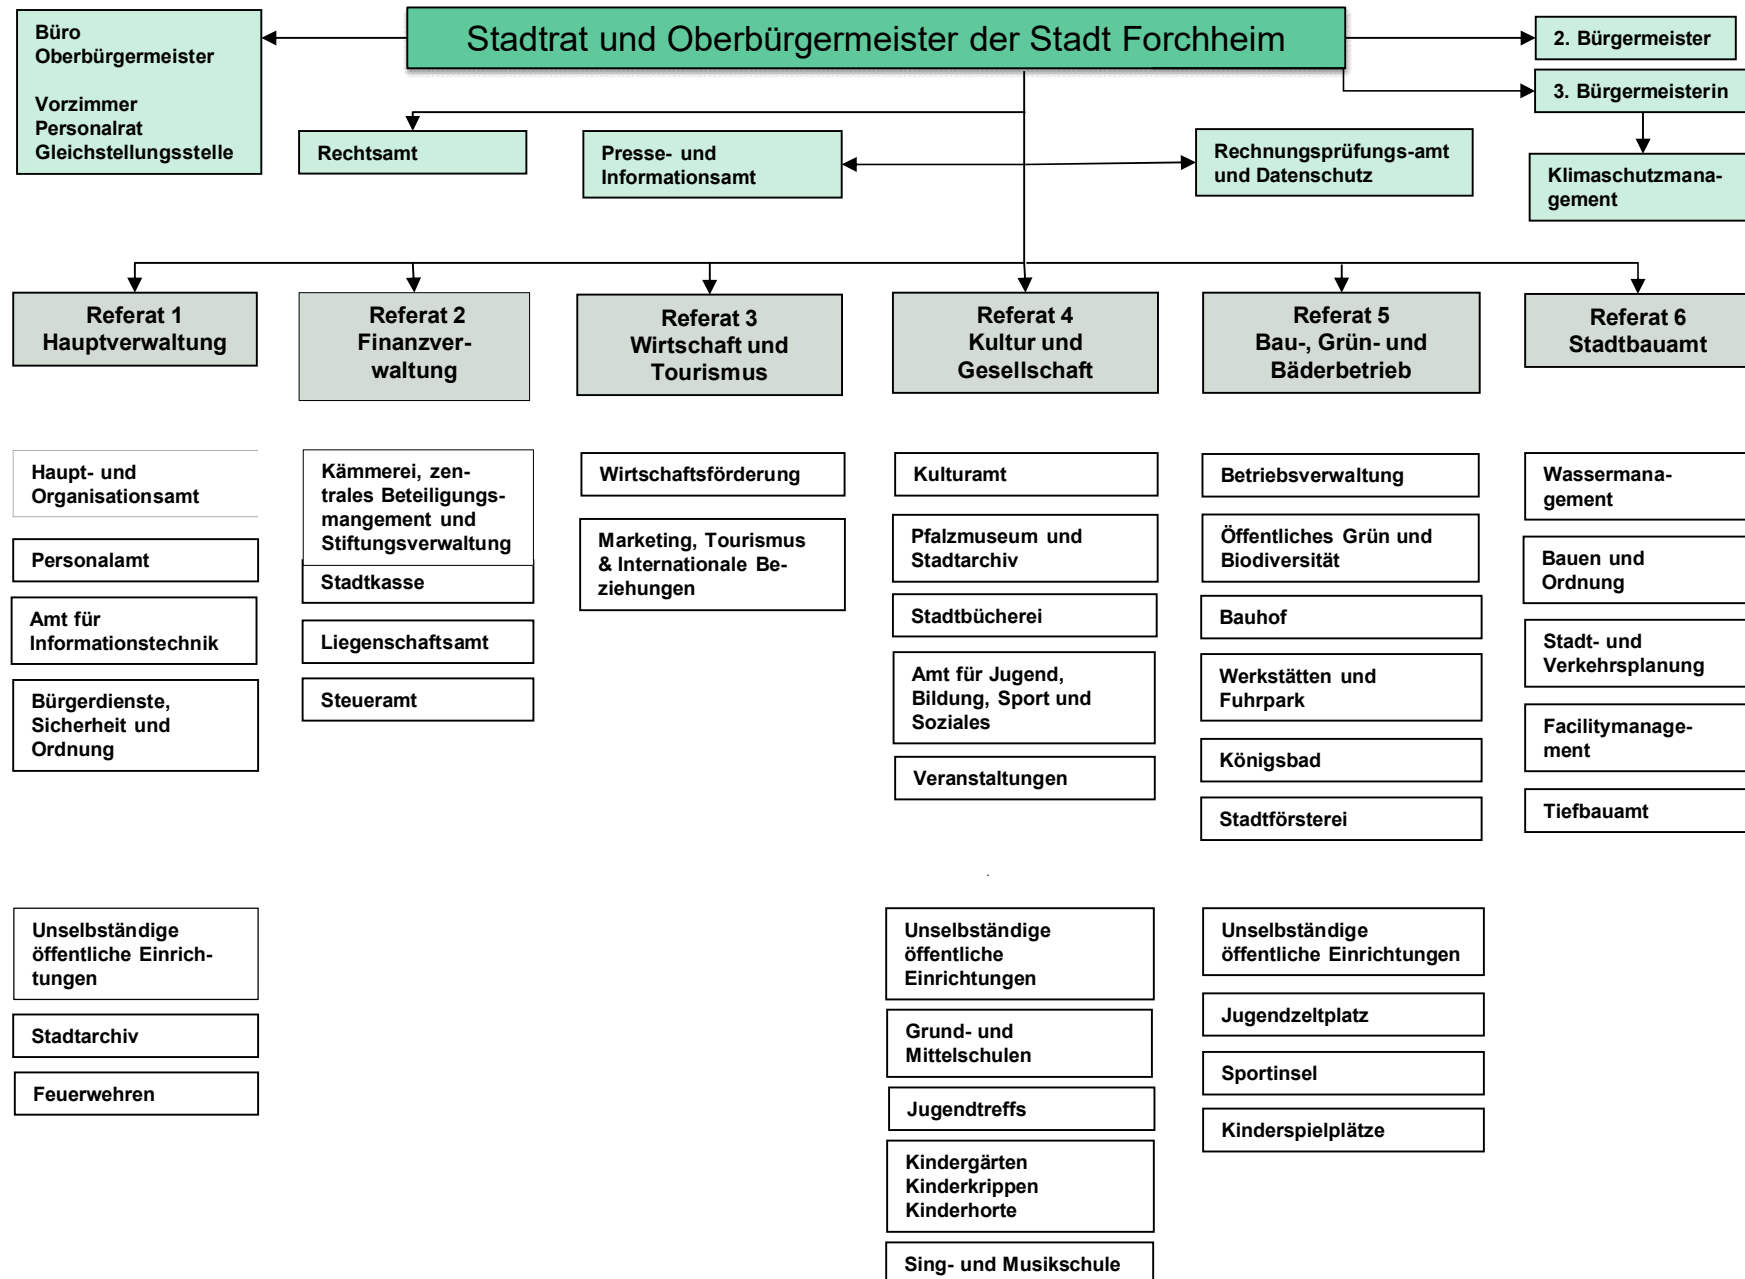 Büro
Oberbürgermeister
Vorzimmer
Personalrat
Gleichstellungsstelle
Stadtrat und Oberbürgermeister der Stadt Forchheim
2. Bürgermeister
3. Bürgermeisterin
Rechtsamt
Presse- und
Informationsamt
Rechnungsprüfungs-amt
und Datenschutz
Klimaschutzmana-
gement
Referat 1
Hauptverwaltung
Referat 2
Finanzver-
waltung
Referat 3
Wirtschaft und
Tourismus
Referat 4
Kultur und
Gesellschaft
Referat 5
Bau-, Grün- und
Bäderbetrieb
Referat 6
Stadtbauamt
Haupt- und
Organisationsamt
Personalamt
Amt für
Informationstechnik
Bürgerdienste,
Sicherheit und
Ordnung
Kämmerei, zen-
trales Beteiligungs-
mangement und
Stiftungsverwaltung
Stadtkasse
Liegenschaftsamt
Steueramt
Wirtschaftsförderung
Marketing, Tourismus
& Internationale Be-
ziehungen
Kulturamt
Pfalzmuseum und
Stadtarchiv
Stadtbücherei
Amt für Jugend,
Bildung, Sport und
Soziales
Veranstaltungen
Betriebsverwaltung
Öffentliches Grün und
Biodiversität
Bauhof
Werkstätten und
Fuhrpark
Königsbad
Stadtförsterei
Wassermana-
gement
Bauen und
Ordnung
Stadt- und
Verkehrsplanung
Facilitymanage-
ment
Tiefbauamt
Unselbständige
öffentliche Einrich-
tungen
Stadtarchiv
Feuerwehren
Unselbständige
öffentliche
Einrichtungen
Grund- und
Mittelschulen
Jugendtreffs
Kindergärten
Kinderkrippen
Kinderhorte
Sing- und Musikschule
Unselbständige
öffentliche Einrichtungen
Jugendzeltplatz
Sportinsel
Kinderspielplätze